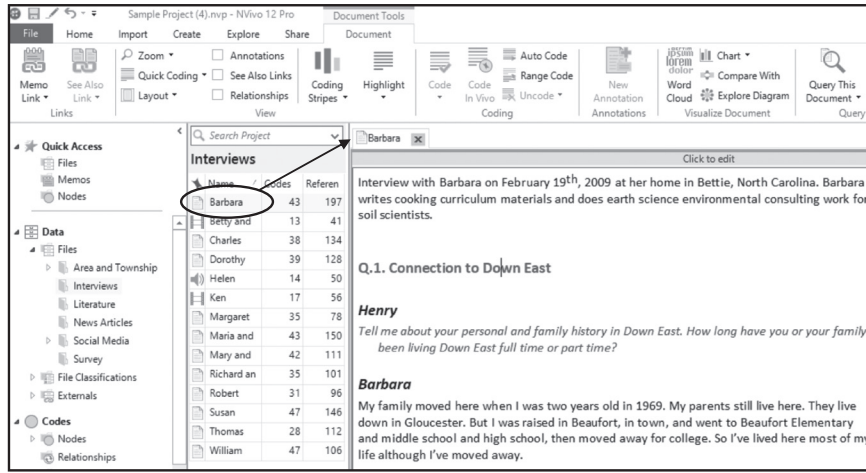 Sample Project (4).nvp - NVivo 12 Pro
Document Tools
File Home Import Create Explore Share Document
Memo Link
See Also Link
Links
Zoom
Quick Coding
Layout
Annotations
See Also Links
Relationships
View
Coding Stripes
Highlight
Code
Code In Vivo
Auto Code
Range Code
Uncode
Coding
New Annotation
Annotations
Word Cloud
Chart
Compare With
Explore Diagram
Visualize Document
Query This Document
Query
Quick Access
Files
Memos
Nodes
Data
Files
Area and Township
Interviews
Literature
News Articles
Social Media
Survey
File Classifications
Externals
Codes
Nodes
Relationships
Search Project
Interviews
Name Codes Referen
Barbara 43 197
Betty and 13 41
Charles 38 134
Dorothy 39 128
Helen 14 50
Ken 17 56
Margaret 35 78
Maria and 43 150
Mary and 42 111
Richard an 35 101
Robert 31 96
Susan 47 146
Thomas 28 112
William 47 106
Barbara
Click to edit
Interview with Barbara on February 19th, 2009 at her home in Bettie, North Carolina. Barbara
writes cooking curriculum materials and does earth science environmental consulting work for
soil scientists.
Q.1. Connection to Down East
Henry
Tell me about your personal and family history in Down East. How long have you or your family
been living Down East full time or part time?
Barbara
My family moved here when I was two years old in 1969. My parents still live here. They live
down in Gloucester. But I was raised in Beaufort, in town, and went to Beaufort Elementary
and middle school and high school, then moved away for college. So I've lived here most of my
life although I've moved away.